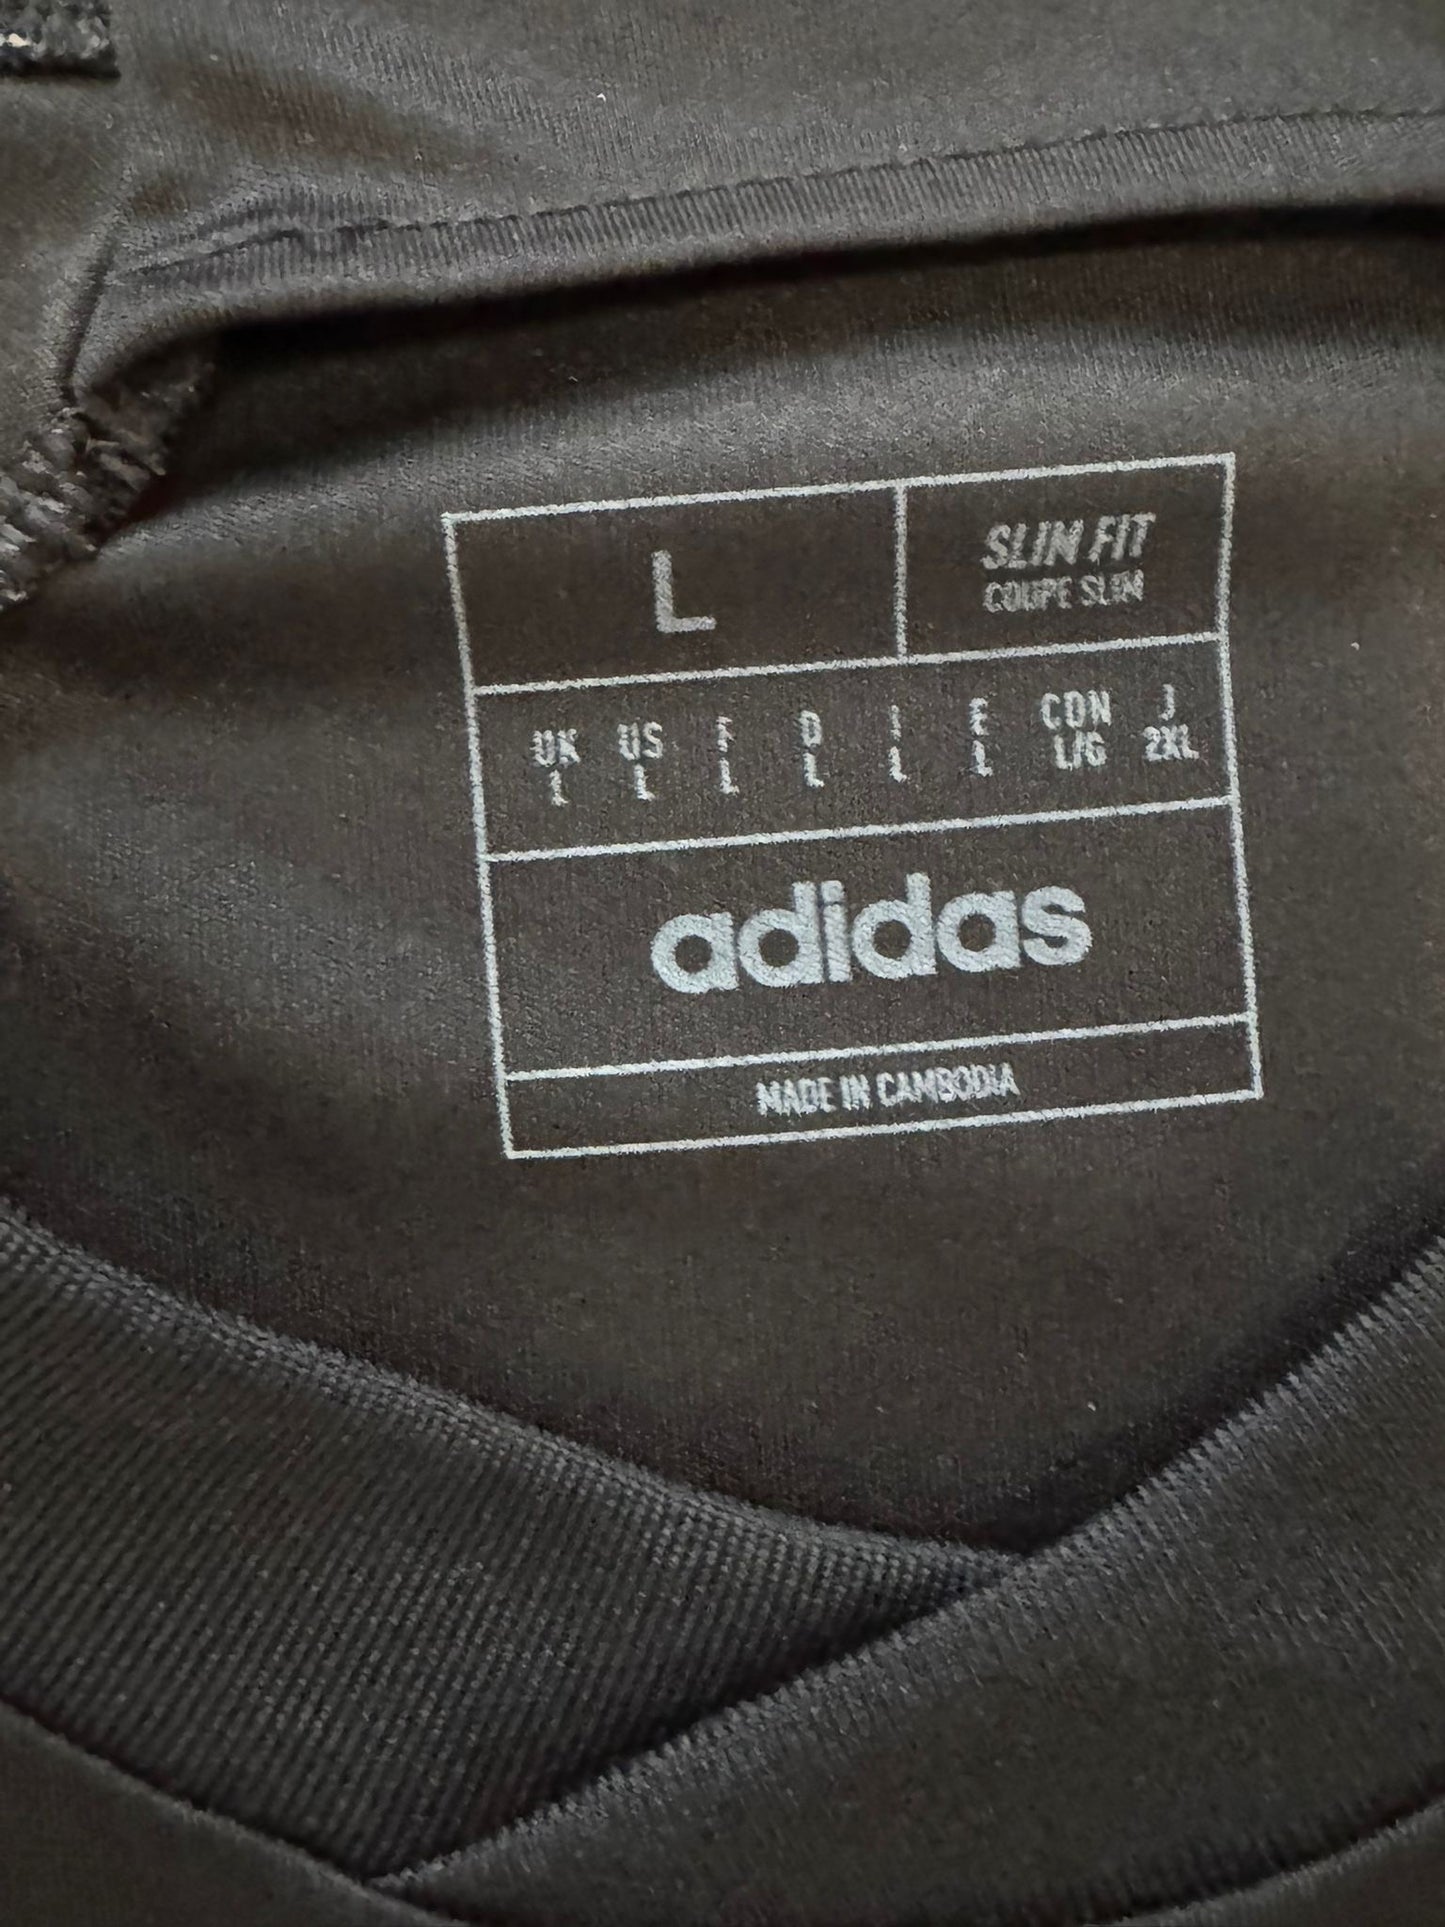 L
SLIM FIT
COUPE SLIM
UK US F D I E CON J
L L L L L L L/G 2XL
adidas
MADE IN CAMBODIA